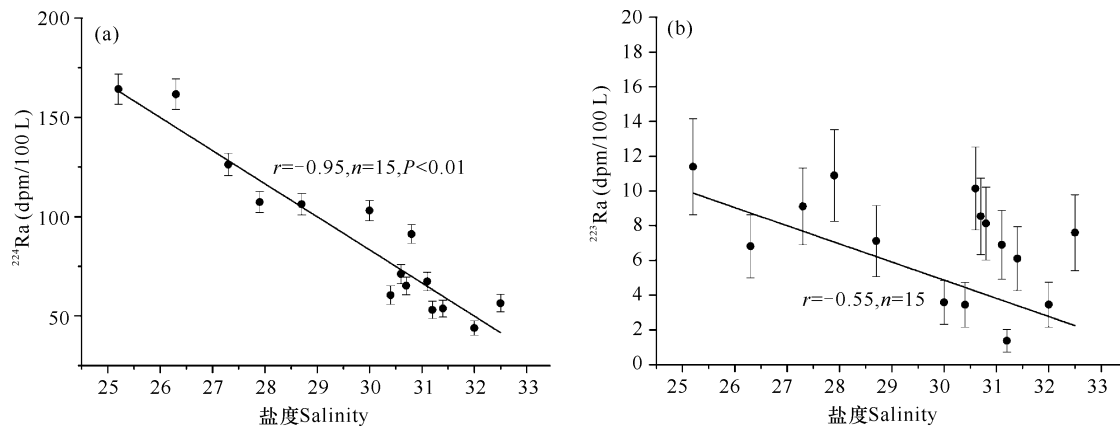 (a)
200
150
100
50
²²⁴Ra (dpm/100 L)
r=−0.95,n=15,P<0.01
25 26 27 28 29 30 31 32 33
盐度Salinity
(b)
20
18
16
14
12
10
8
6
4
2
0
²²³Ra (dpm/100 L)
r=−0.55,n=15
25 26 27 28 29 30 31 32 33
盐度Salinity